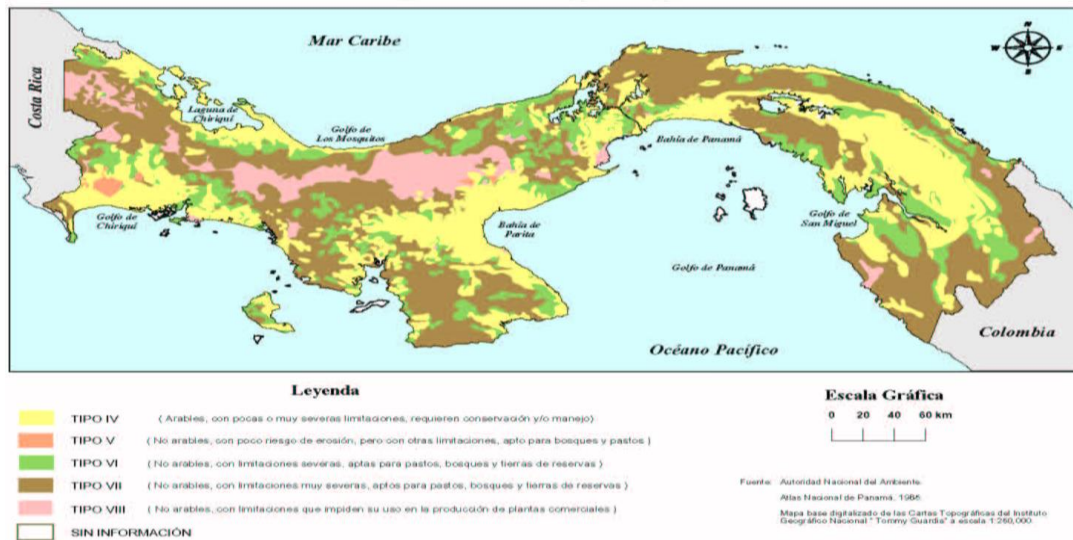 Mar Caribe
N
W
E
S
Costa Rica
Laguna de
Chiriquí
Golfo de
Los Mosquitos
Bahía de Panamá
Golfo de
Chiriquí
Bahía de
Parita
Golfo de
San Miguel
Golfo de Panamá
Colombia
Océano Pacífico
Leyenda
TIPO IV ( Arables, con pocas o muy severas limitaciones, requieren conservación y/o manejo)
TIPO V ( No arables, con poco riesgo de erosión, pero con otras limitaciones, apto para bosques y pastos )
TIPO VI ( No arables, con limitaciones severas, aptas para pastos, bosques y tierras de reservas )
TIPO VII ( No arables, con limitaciones muy severas, aptos para pastos, bosques y tierras de reservas )
TIPO VIII ( No arables, con limitaciones que impiden su uso en la producción de plantas comerciales )
SIN INFORMACIÓN
Escala Gráfica
0 20 40 60 km
Fuente: Autoridad Nacional del Ambiente.
Atlas Nacional de Panamá.
Mapa base digitalizado de las Cartas Topográficas del Instituto
Geográfico Nacional " Tommy Guardia" a escala